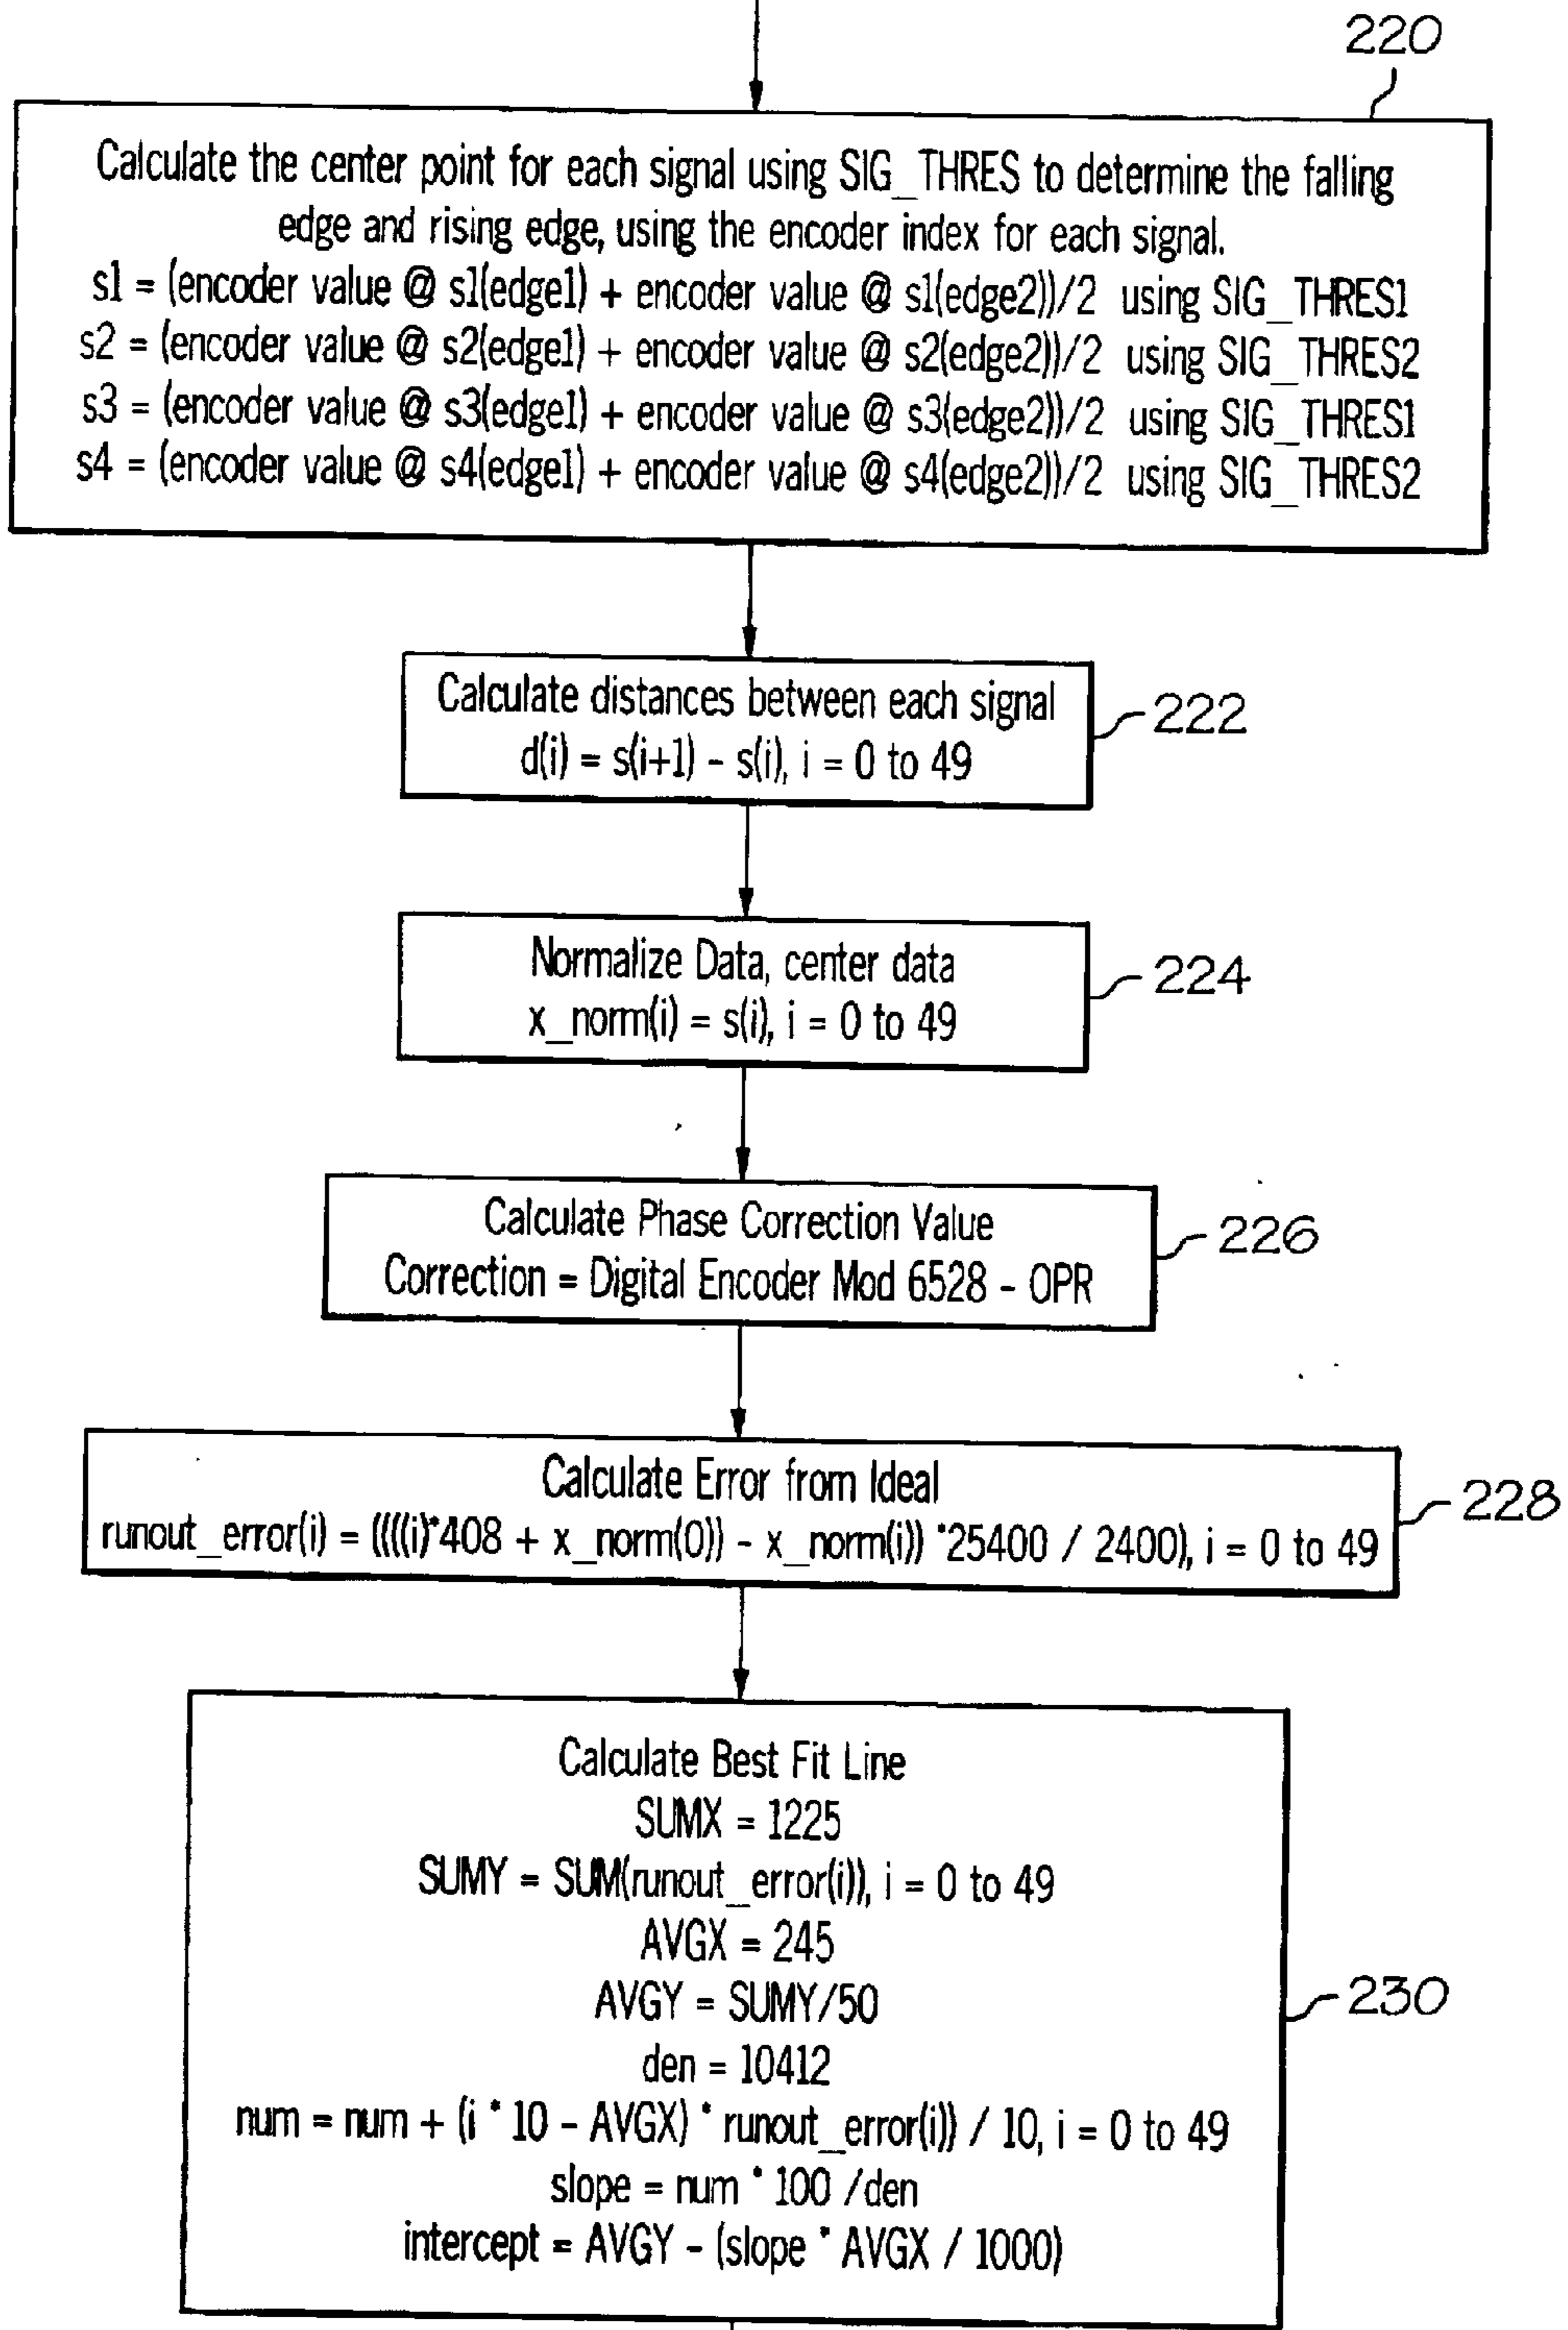 220
Calculate the center point for each signal using SIG_THRES to determine the falling
edge and rising edge, using the encoder index for each signal.
s1 = (encoder value @ s1(edge1) + encoder value @ s1(edge2))/2 using SIG_THRES1
s2 = (encoder value @ s2(edge1) + encoder value @ s2(edge2))/2 using SIG_THRES2
s3 = (encoder value @ s3(edge1) + encoder value @ s3(edge2))/2 using SIG_THRES1
s4 = (encoder value @ s4(edge1) + encoder value @ s4(edge2))/2 using SIG_THRES2
Calculate distances between each signal
d(i) = s(i+1) - s(i), i = 0 to 49
222
Normalize Data, center data
x_norm(i) = s(i), i = 0 to 49
224
Calculate Phase Correction Value
Correction = Digital Encoder Mod 6528 - OPR
226
Calculate Error from Ideal
runout_error(i) = ((((i)*408 + x_norm(0)) - x_norm(i)) *25400 / 2400), i = 0 to 49
228
Calculate Best Fit Line
SUMX = 1225
SUMY = SUM(runout_error(i)), i = 0 to 49
AVGX = 245
AVGY = SUMY/50
den = 10412
num = num + (i * 10 - AVGX) * runout_error(i)) / 10, i = 0 to 49
slope = num * 100 /den
intercept = AVGY - (slope * AVGX / 1000)
230